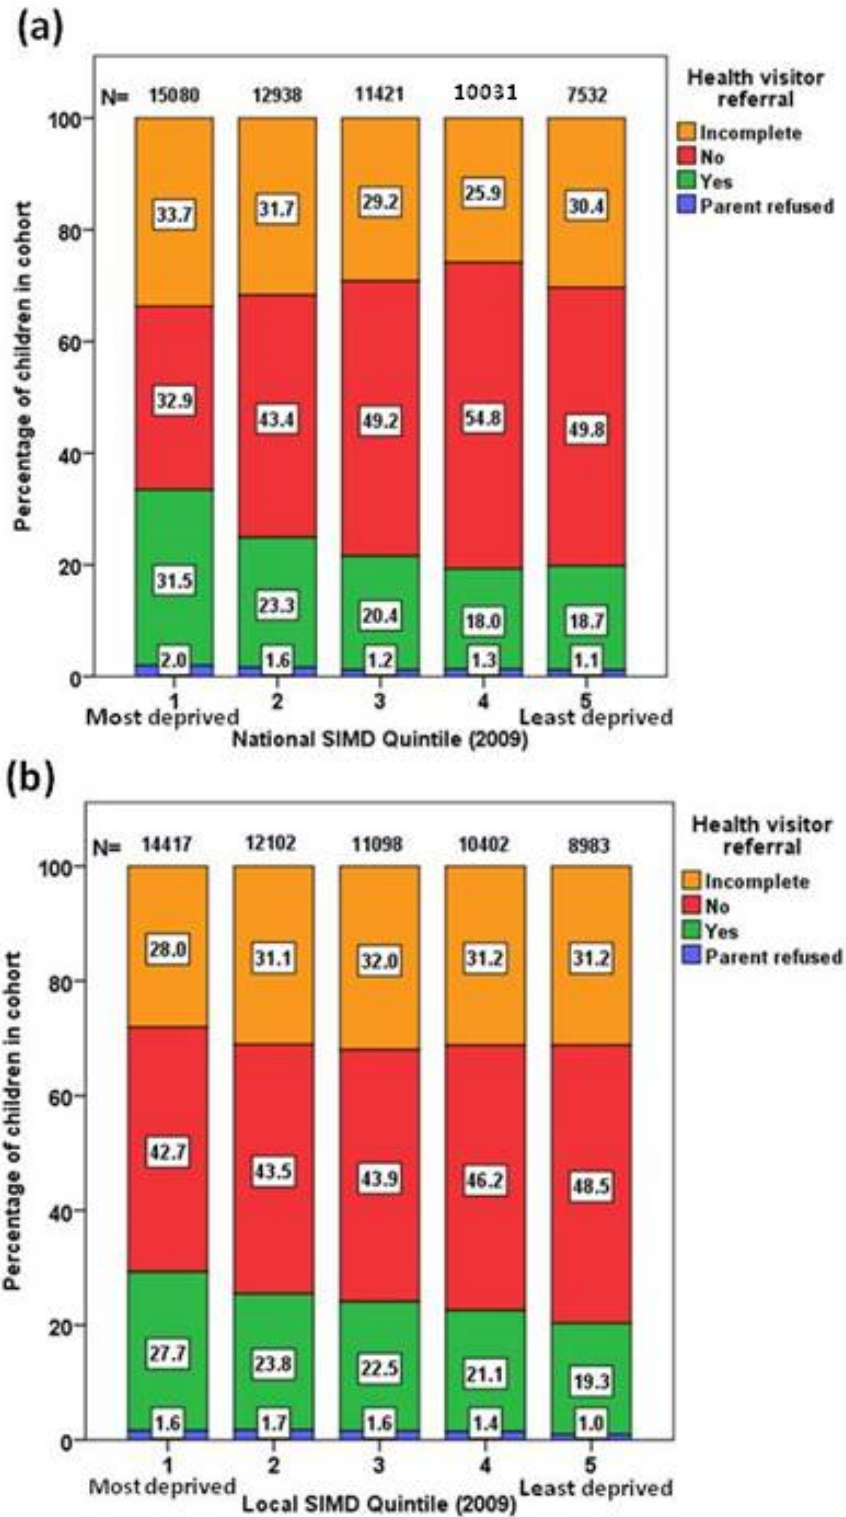 (a)
N= 15080 12938 11421 10031 7532
Health visitor
referral
Incomplete
No
Yes
Parent refused
Percentage of children in cohort
100
80
60
40
20
0
33.7 31.7 29.2 25.9 30.4
32.9 43.4 49.2 54.8 49.8
31.5 23.3 20.4 18.0 18.7
2.0 1.6 1.2 1.3 1.1
1 2 3 4 5
Most deprived Least deprived
National SIMD Quintile (2009)
(b)
N= 14417 12102 11098 10402 8983
Health visitor
referral
Incomplete
No
Yes
Parent refused
Percentage of children in cohort
100
80
60
40
20
0
28.0 31.1 32.0 31.2 31.2
42.7 43.5 43.9 46.2 48.5
27.7 23.8 22.5 21.1 19.3
1.6 1.7 1.6 1.4 1.0
1 2 3 4 5
Most deprived Least deprived
Local SIMD Quintile (2009)